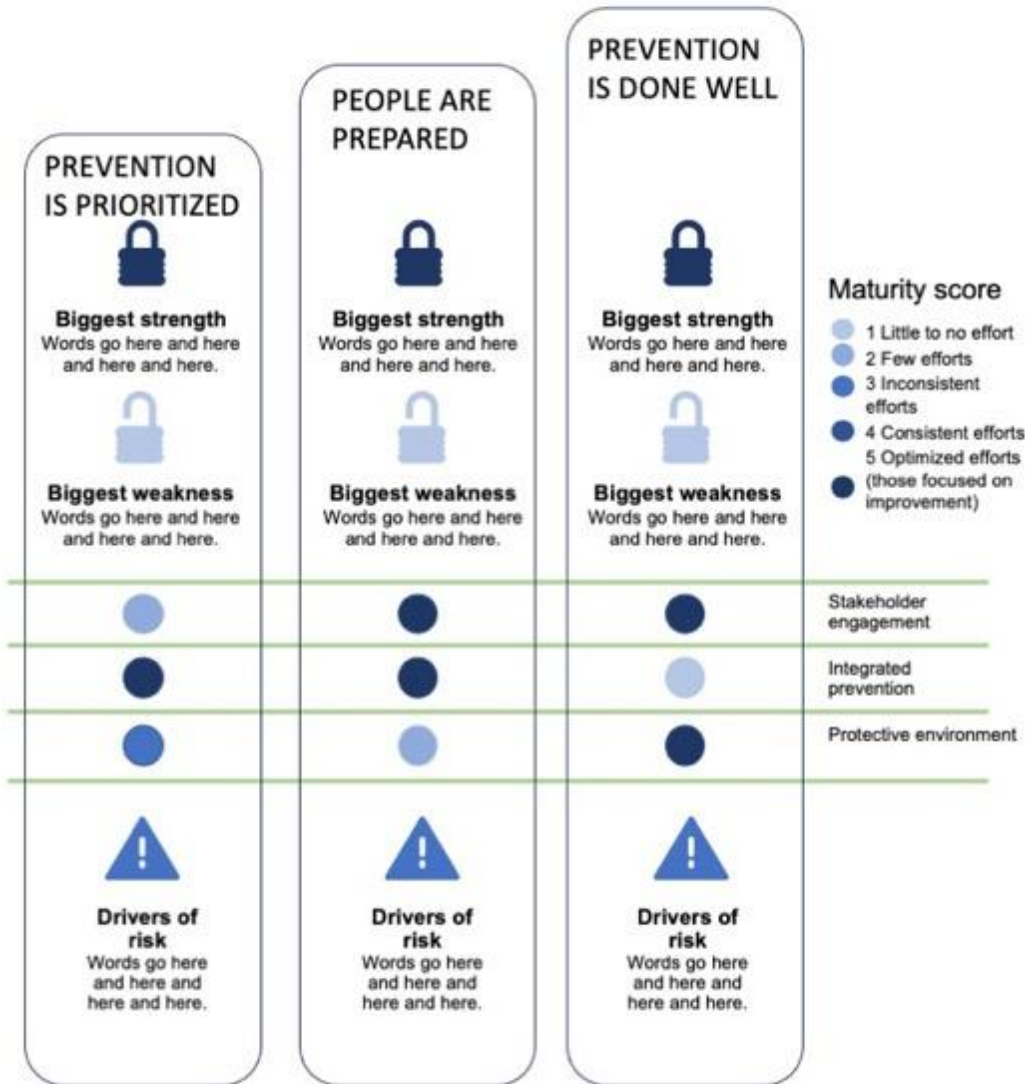 PREVENTION
IS PRIORITIZED
Biggest strength
Words go here and here
and here and here.
Biggest weakness
Words go here and here
and here and here.
Drivers of
risk
Words go here
and here and
here and here.
PEOPLE ARE
PREPARED
Biggest strength
Words go here and here
and here and here.
Biggest weakness
Words go here and here
and here and here.
Drivers of
risk
Words go here
and here and
here and here.
PREVENTION
IS DONE WELL
Biggest strength
Words go here and here
and here and here.
Biggest weakness
Words go here and here
and here and here.
Drivers of
risk
Words go here
and here and
here and here.
Maturity score
1 Little to no effort
2 Few efforts
3 Inconsistent
efforts
4 Consistent efforts
5 Optimized efforts
(those focused on
improvement)
Stakeholder
engagement
Integrated
prevention
Protective environment